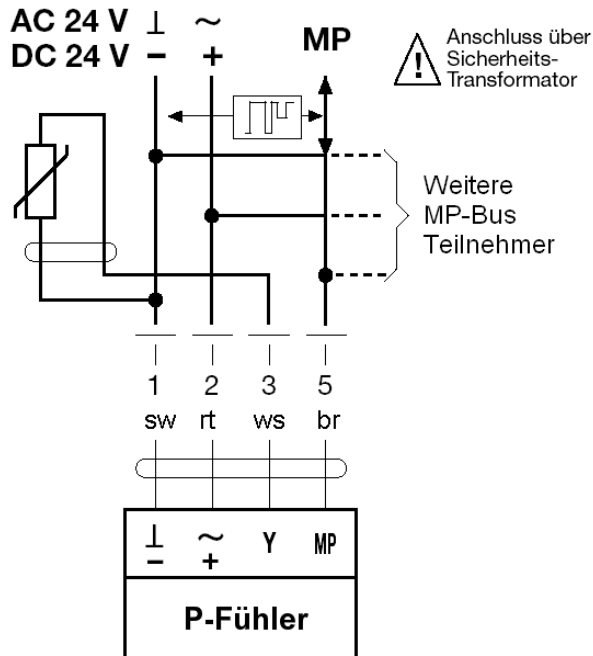 AC 24 V ⊥ ~ MP
DC 24 V − +
Anschluss über
Sicherheits-
Transformator
!
Weitere
MP-Bus
Teilnehmer
1 2 3 5
sw rt ws br
⊥ ~ Y MP
− +
P-Fühler